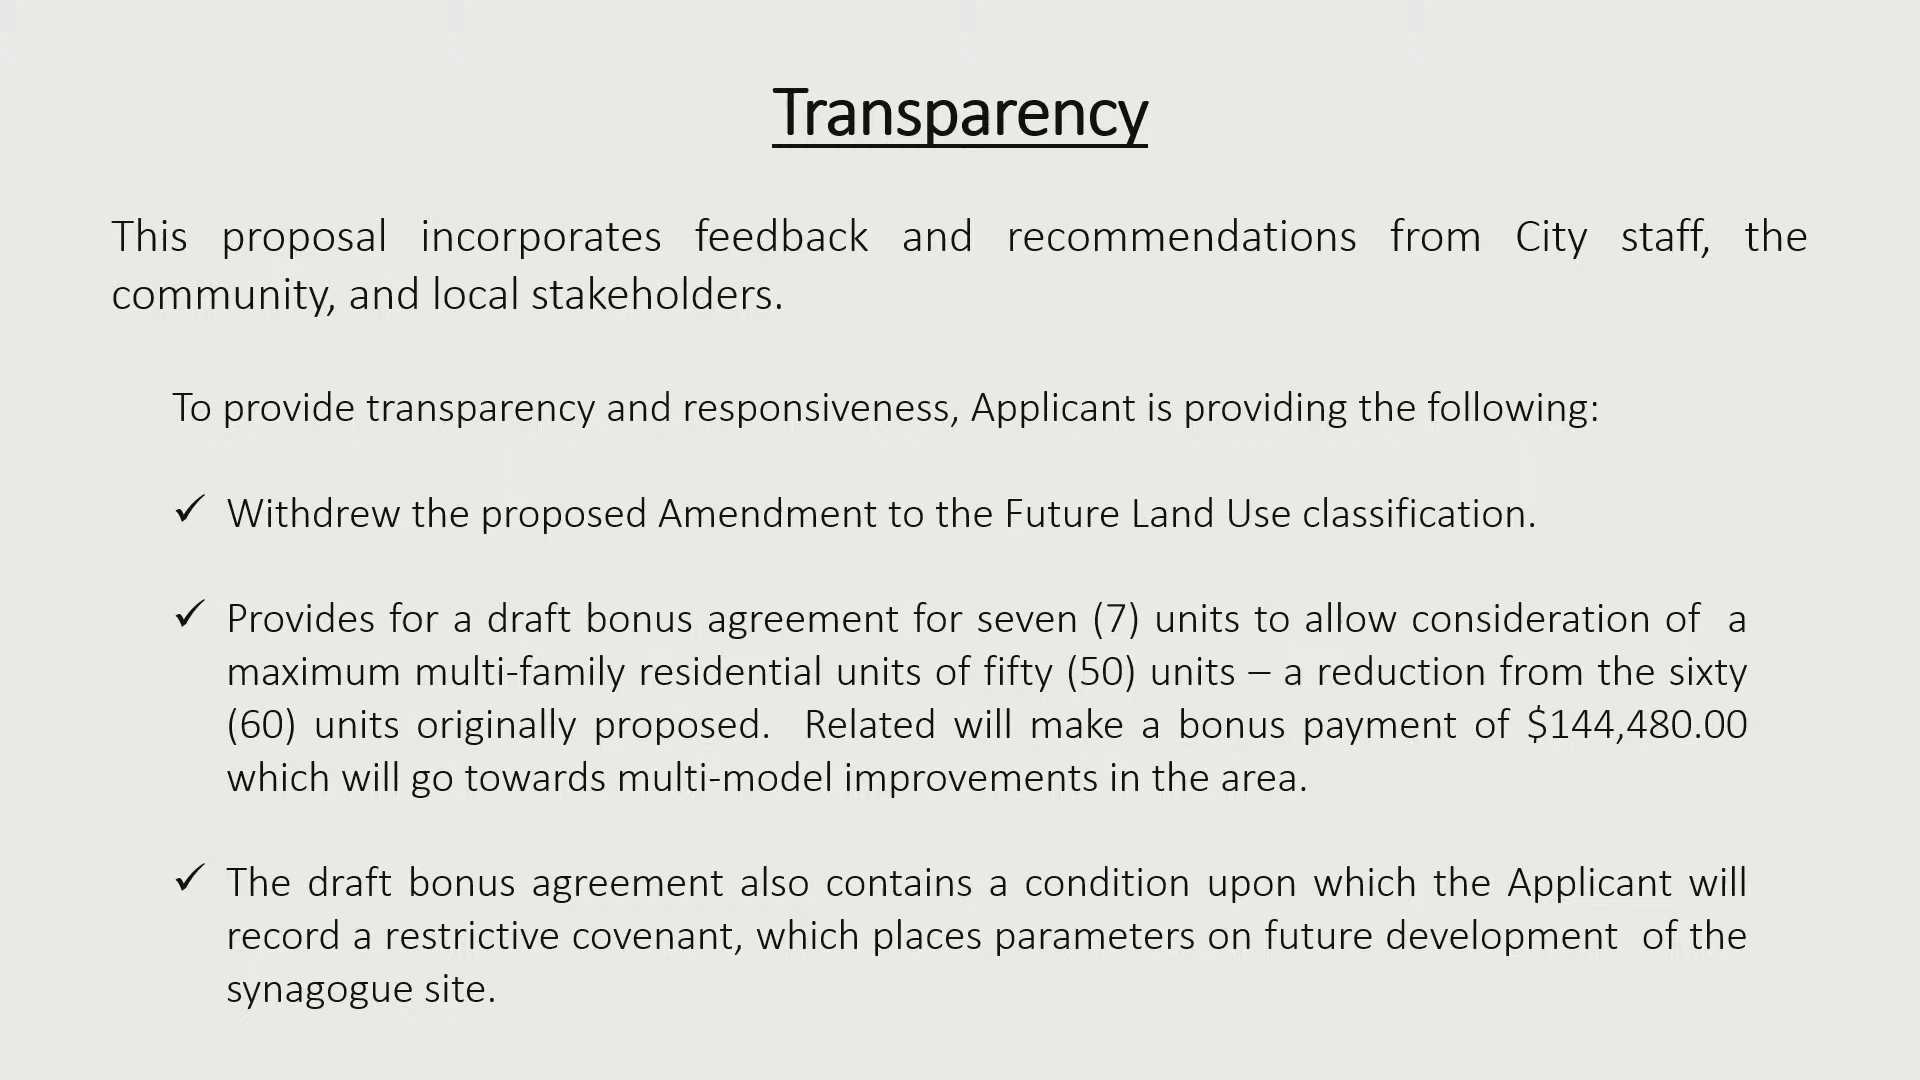 Transparency
This proposal incorporates feedback and recommendations from City staff, the
community, and local stakeholders.
To provide transparency and responsiveness, Applicant is providing the following:
✓ Withdrew the proposed Amendment to the Future Land Use classification.
✓ Provides for a draft bonus agreement for seven (7) units to allow consideration of a
maximum multi-family residential units of fifty (50) units – a reduction from the sixty
(60) units originally proposed. Related will make a bonus payment of $144,480.00
which will go towards multi-model improvements in the area.
✓ The draft bonus agreement also contains a condition upon which the Applicant will
record a restrictive covenant, which places parameters on future development of the
synagogue site.